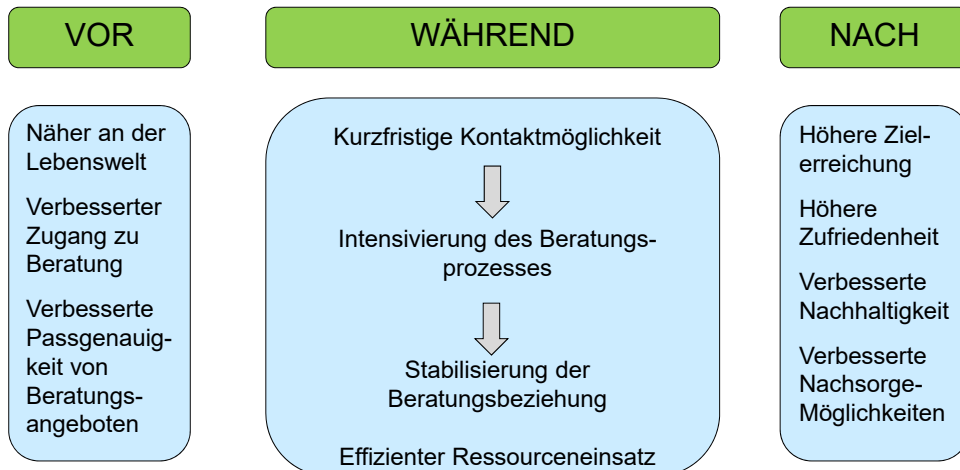 VOR
WÄHREND
NACH
Näher an der
Lebenswelt
Verbesserter
Zugang zu
Beratung
Verbesserte
Passgenauig-
keit von
Beratungs-
angeboten
Kurzfristige Kontaktmöglichkeit
Intensivierung des Beratungs-
prozesses
Stabilisierung der
Beratungsbeziehung
Effizienter Ressourceneinsatz
Höhere Ziel-
erreichung
Höhere
Zufriedenheit
Verbesserte
Nachhaltigkeit
Verbesserte
Nachsorge-
Möglichkeiten